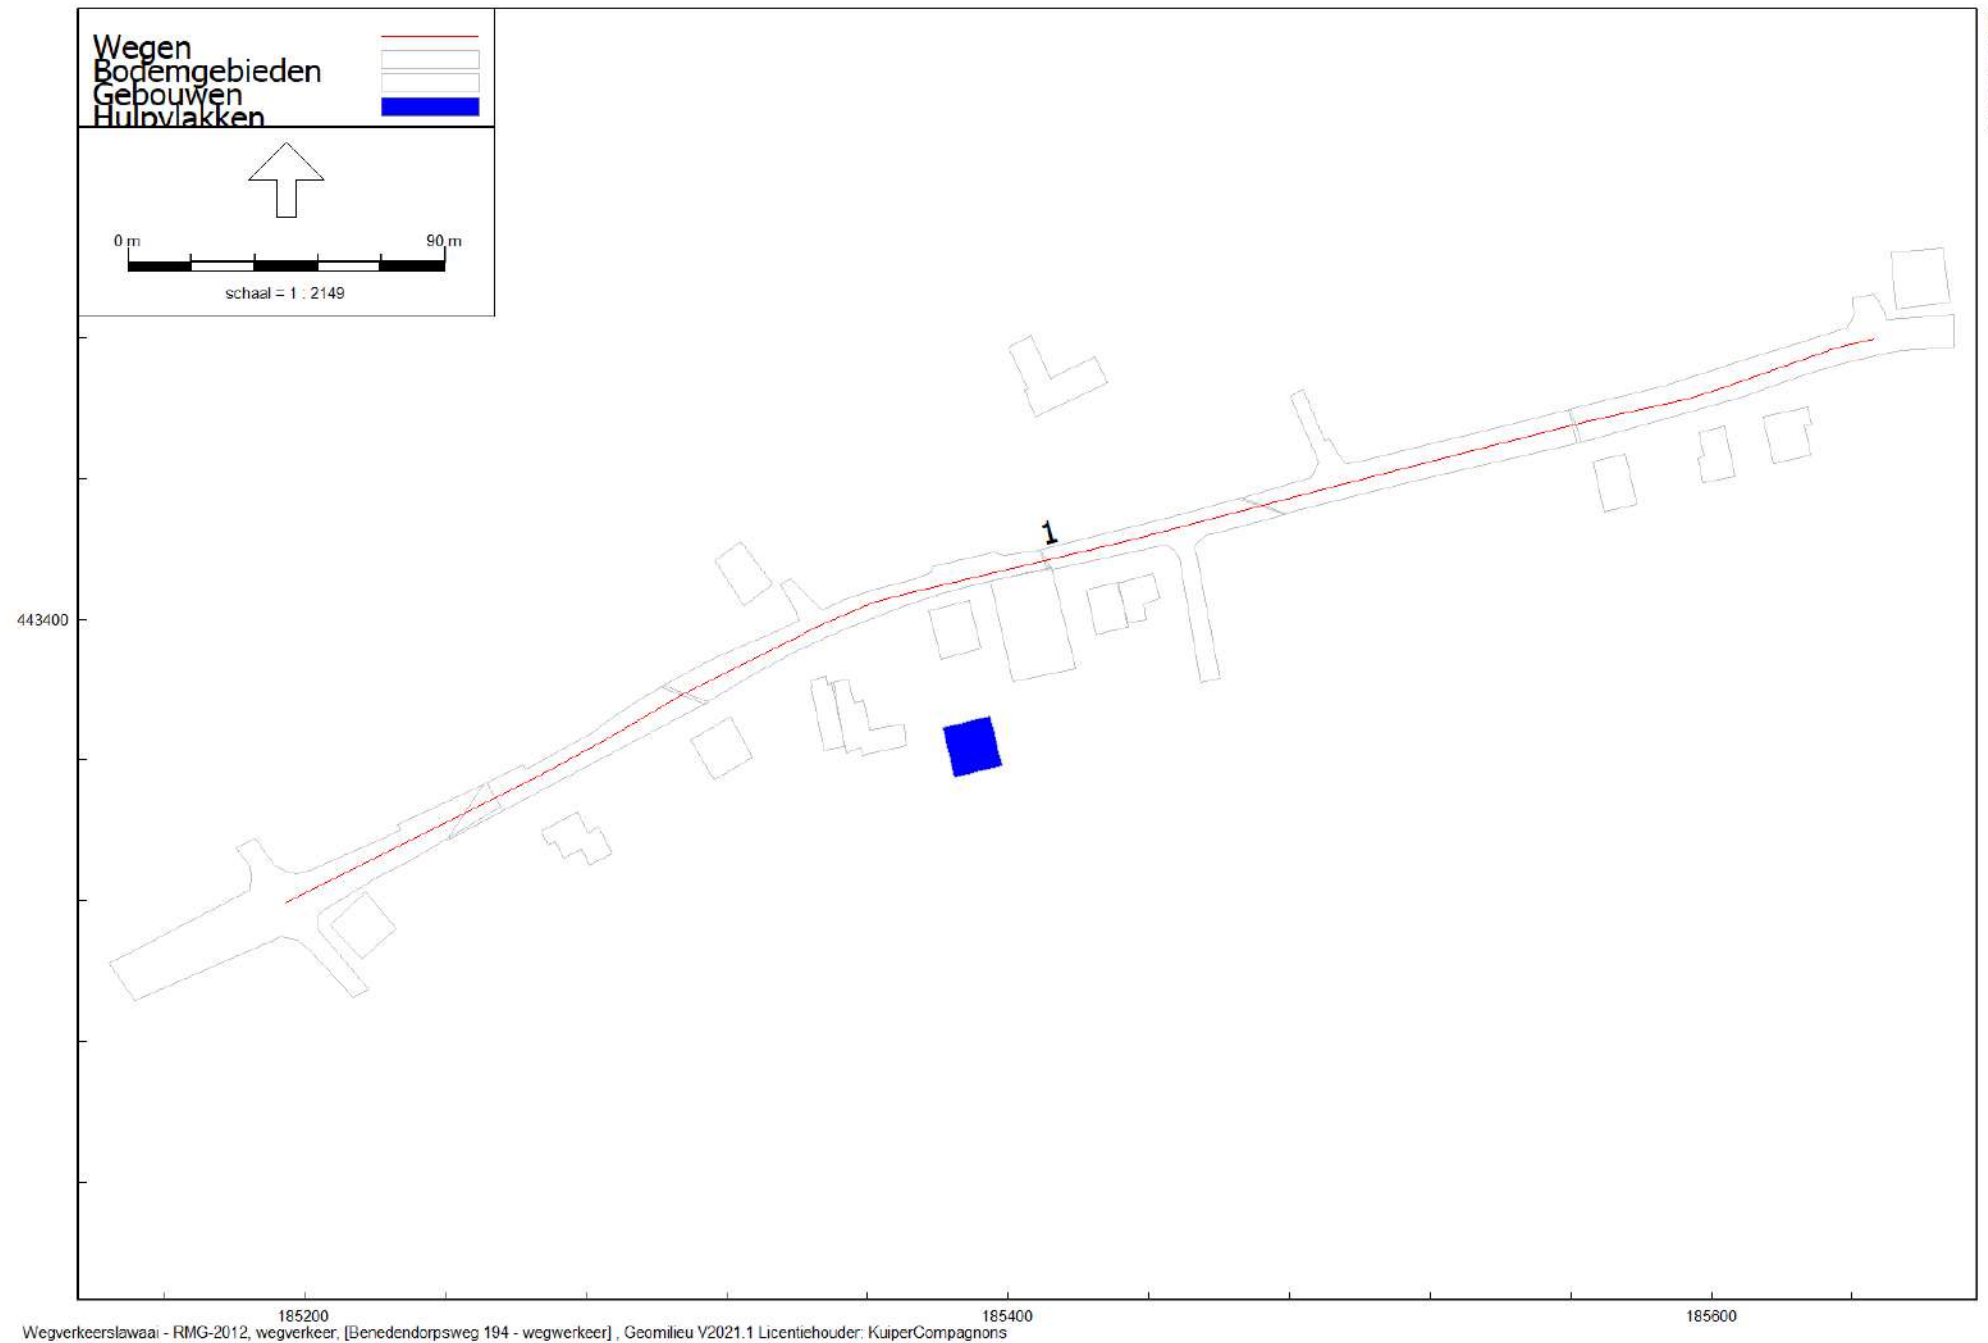 Wegen
Bodemgebieden
Gebouwen
Hulpvlakken
0 m 90 m
schaal = 1 : 2149
1
443400
185200 185400 185600
Wegverkeerslawaai - RMG-2012, wegverkeer, [Benedendorpsweg 194 - wegwerkeer] , Geomilieu V2021.1 Licentiehouder: KuiperCompagnons